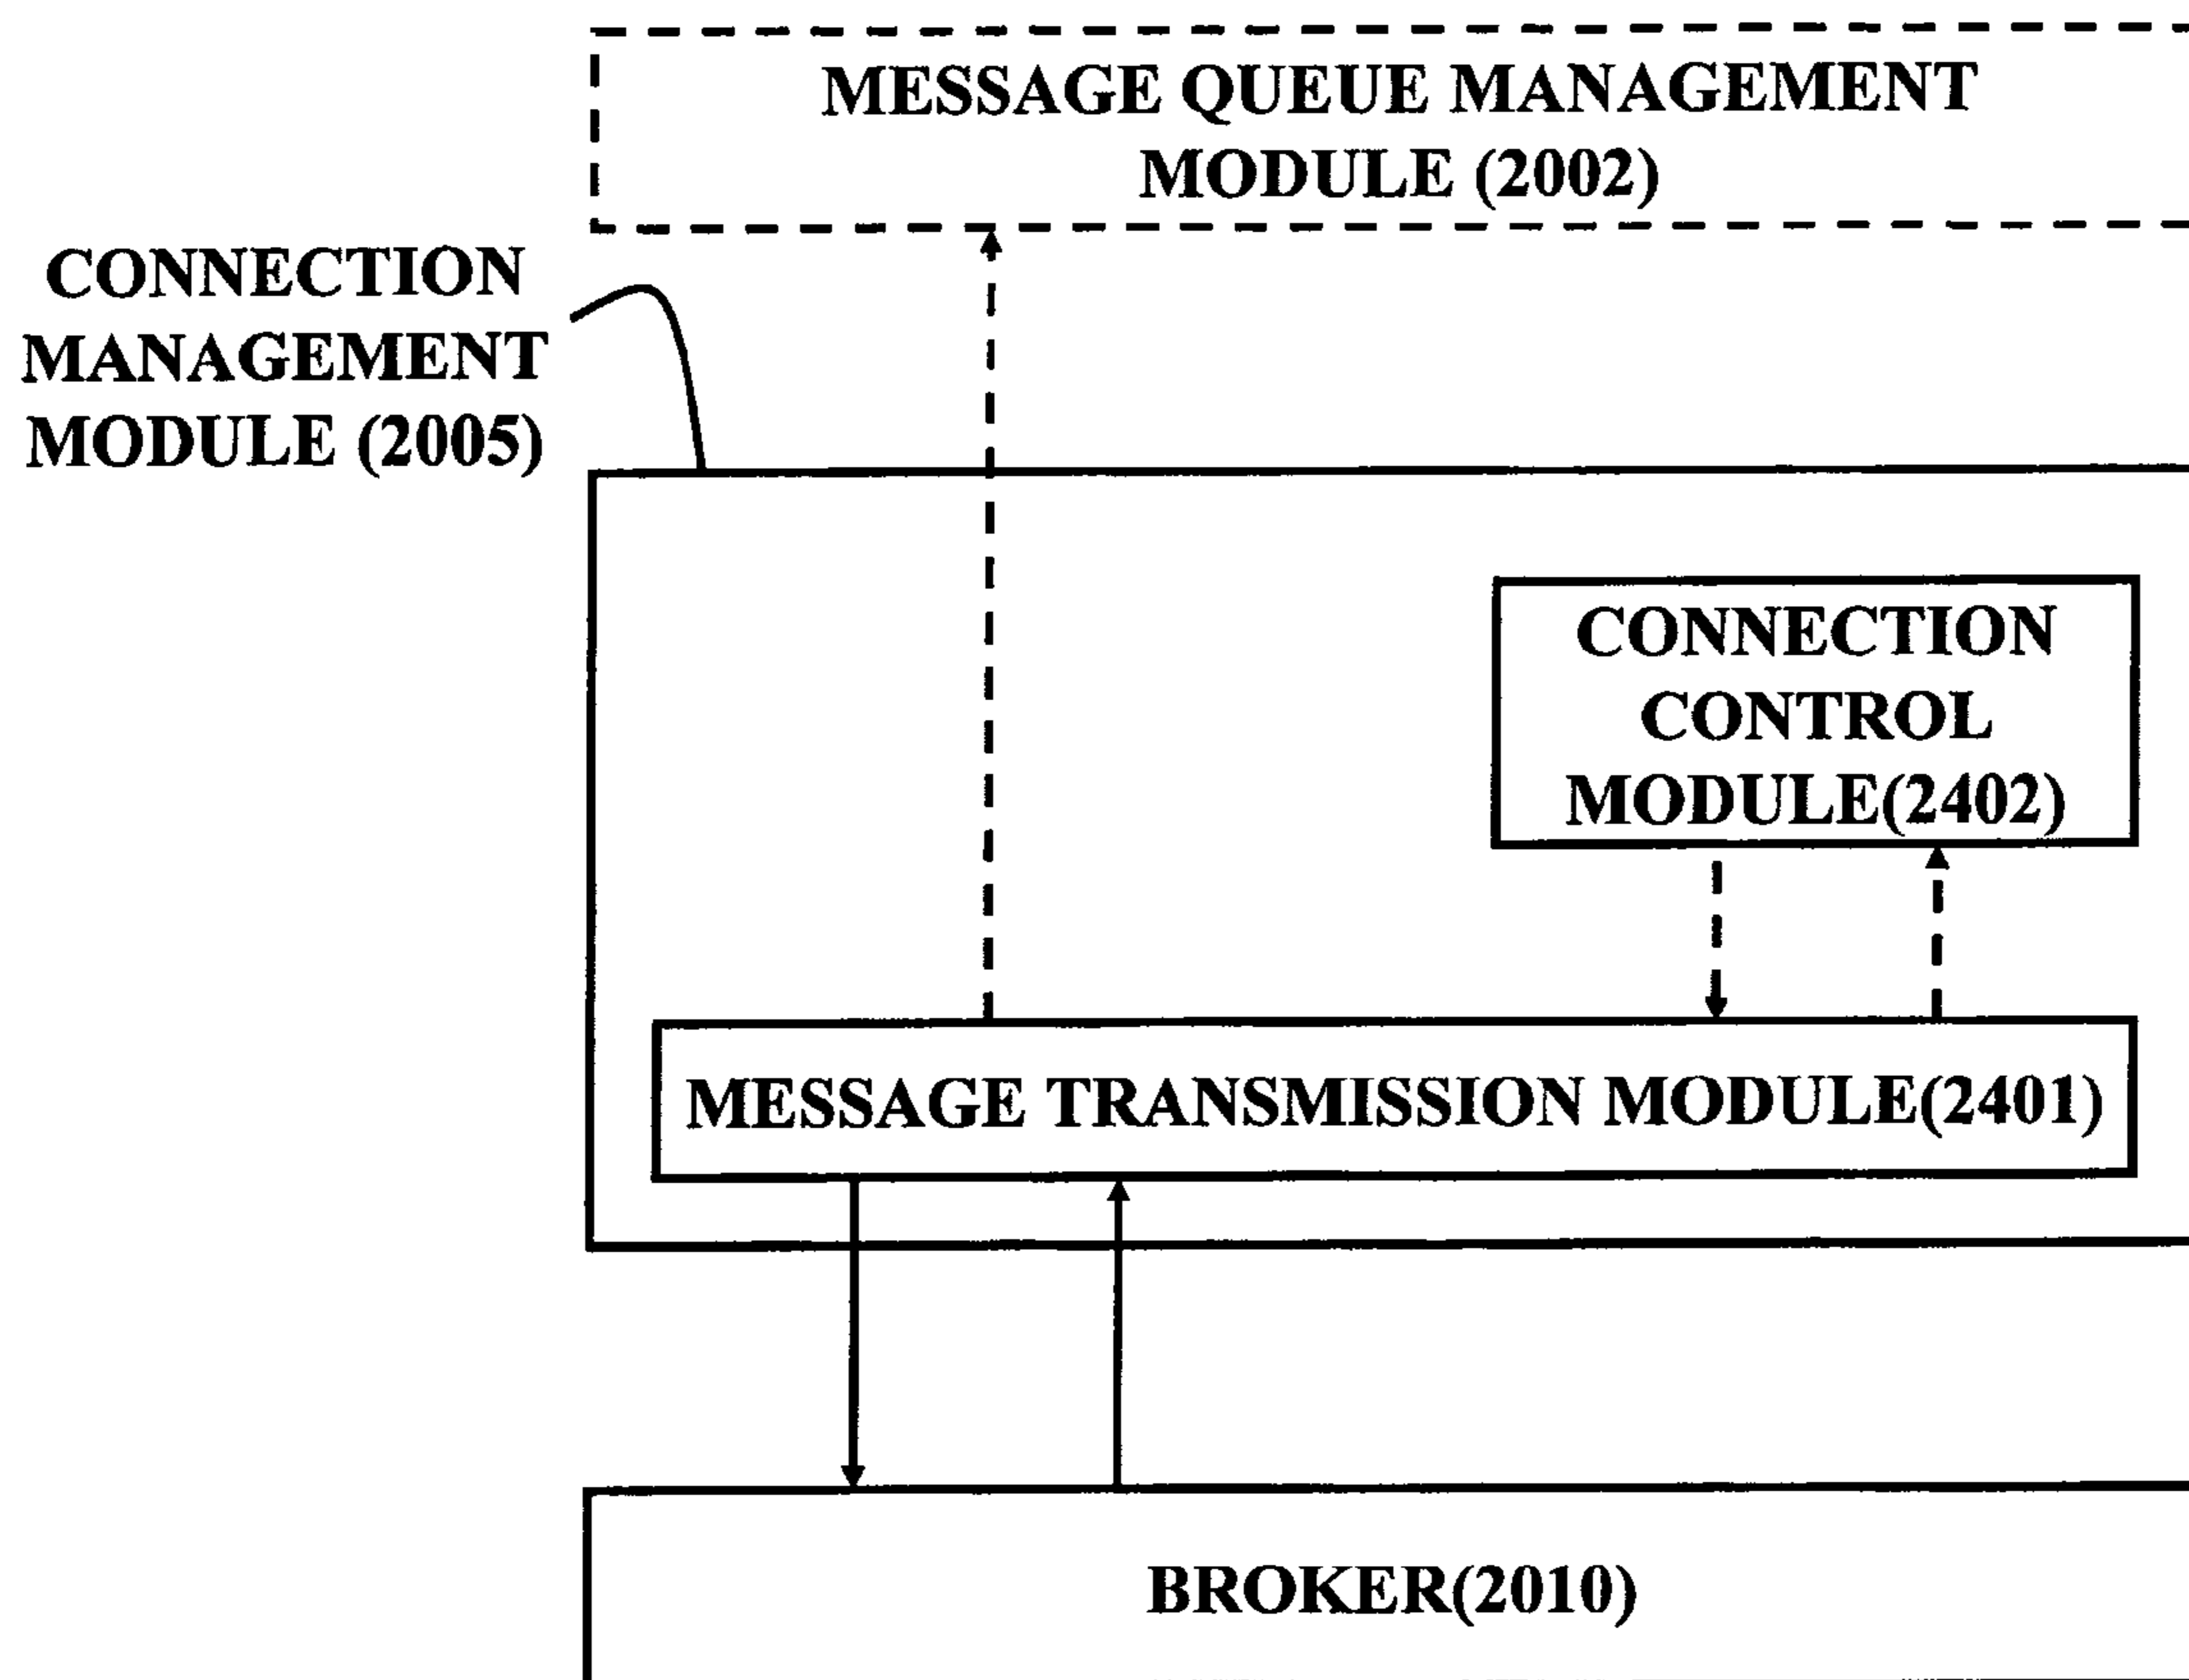 MESSAGE QUEUE MANAGEMENT
MODULE (2002)
CONNECTION
MANAGEMENT
MODULE (2005)
CONNECTION
CONTROL
MODULE(2402)
MESSAGE TRANSMISSION MODULE(2401)
BROKER(2010)